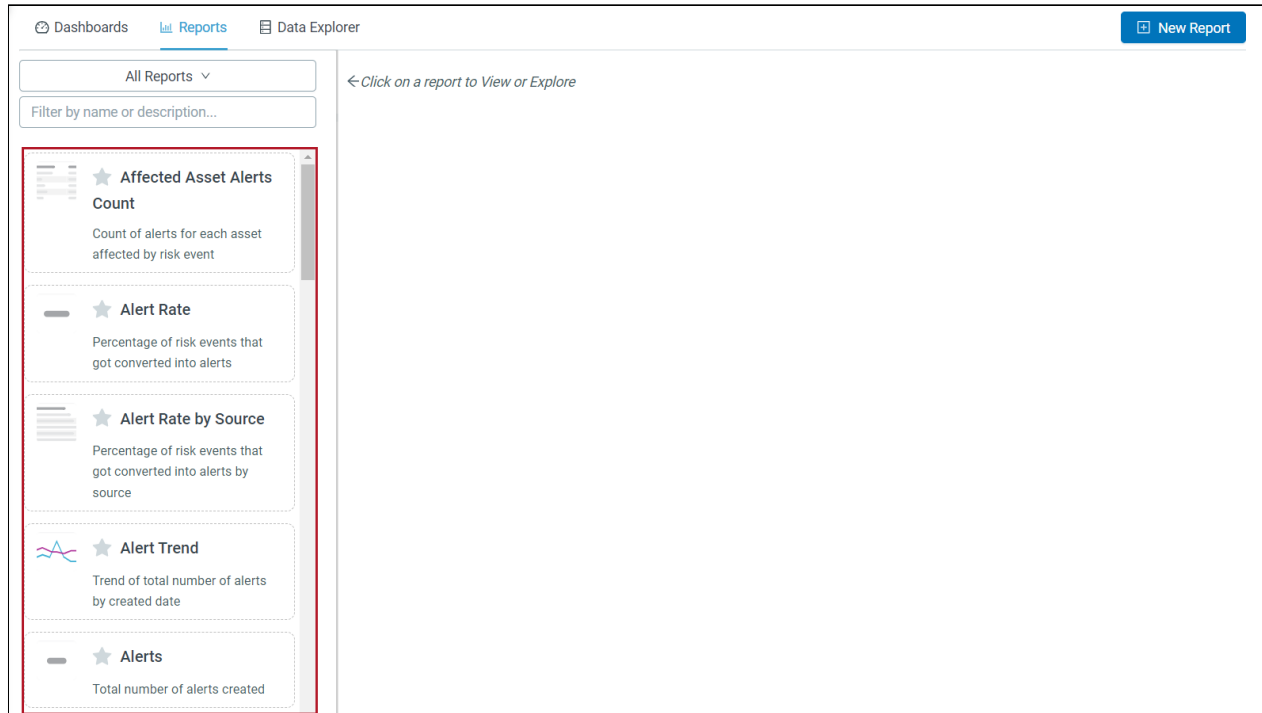 Dashboards Reports Data Explorer New Report
All Reports
Filter by name or description...
←Click on a report to View or Explore
Affected Asset Alerts
Count
Count of alerts for each asset
affected by risk event
Alert Rate
Percentage of risk events that
got converted into alerts
Alert Rate by Source
Percentage of risk events that
got converted into alerts by
source
Alert Trend
Trend of total number of alerts
by created date
Alerts
Total number of alerts created